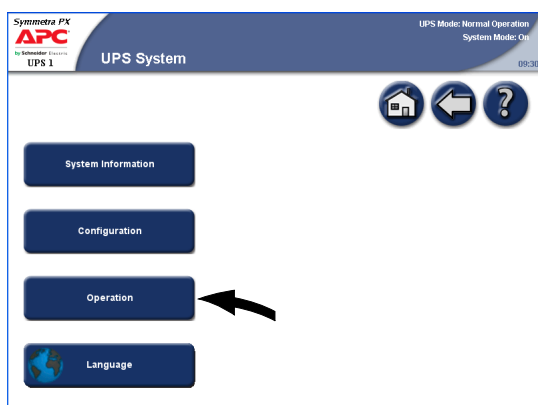 Symmetra PX
APC
by Schneider Electric
UPS 1
UPS System
UPS Mode: Normal Operation
System Mode: On
09:30
?
System Information
Configuration
Operation
Language